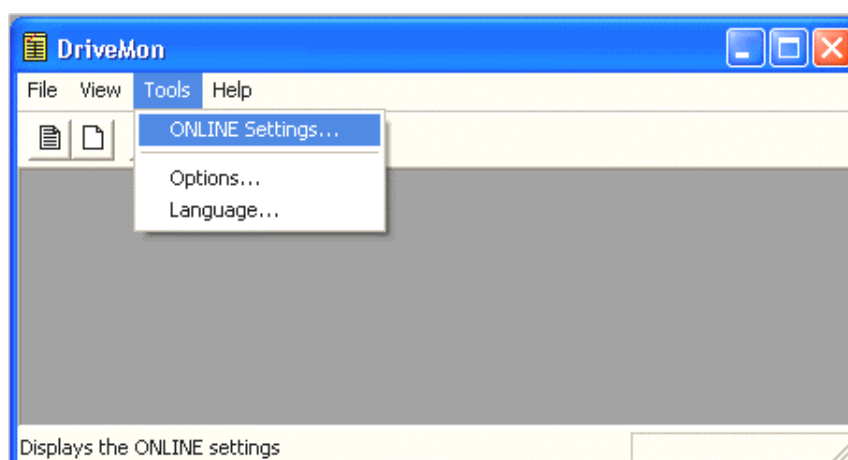 DriveMon
File View Tools Help
ONLINE Settings...
Options...
Language...
Displays the ONLINE settings